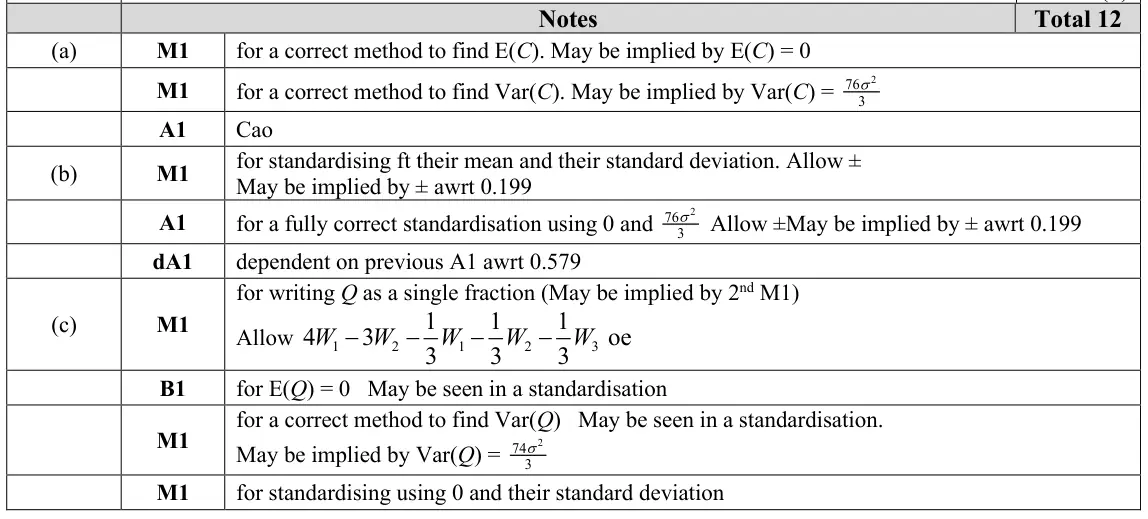 Notes Total 12
(a) M1 for a correct method to find E(C). May be implied by E(C) = 0
M1 for a correct method to find Var(C). May be implied by Var(C) = 76σ²/3
A1 Cao
(b) M1 for standardising ft their mean and their standard deviation. Allow ±
May be implied by ± awrt 0.199
A1 for a fully correct standardisation using 0 and 76σ²/3 Allow ±May be implied by ± awrt 0.199
dA1 dependent on previous A1 awrt 0.579
(c) M1 for writing Q as a single fraction (May be implied by 2nd M1)
Allow 4W₁ − 3W₂ − 1/3 W₁ − 1/3 W₂ − 1/3 W₃ oe
B1 for E(Q) = 0 May be seen in a standardisation
M1 for a correct method to find Var(Q) May be seen in a standardisation.
May be implied by Var(Q) = 74σ²/3
M1 for standardising using 0 and their standard deviation